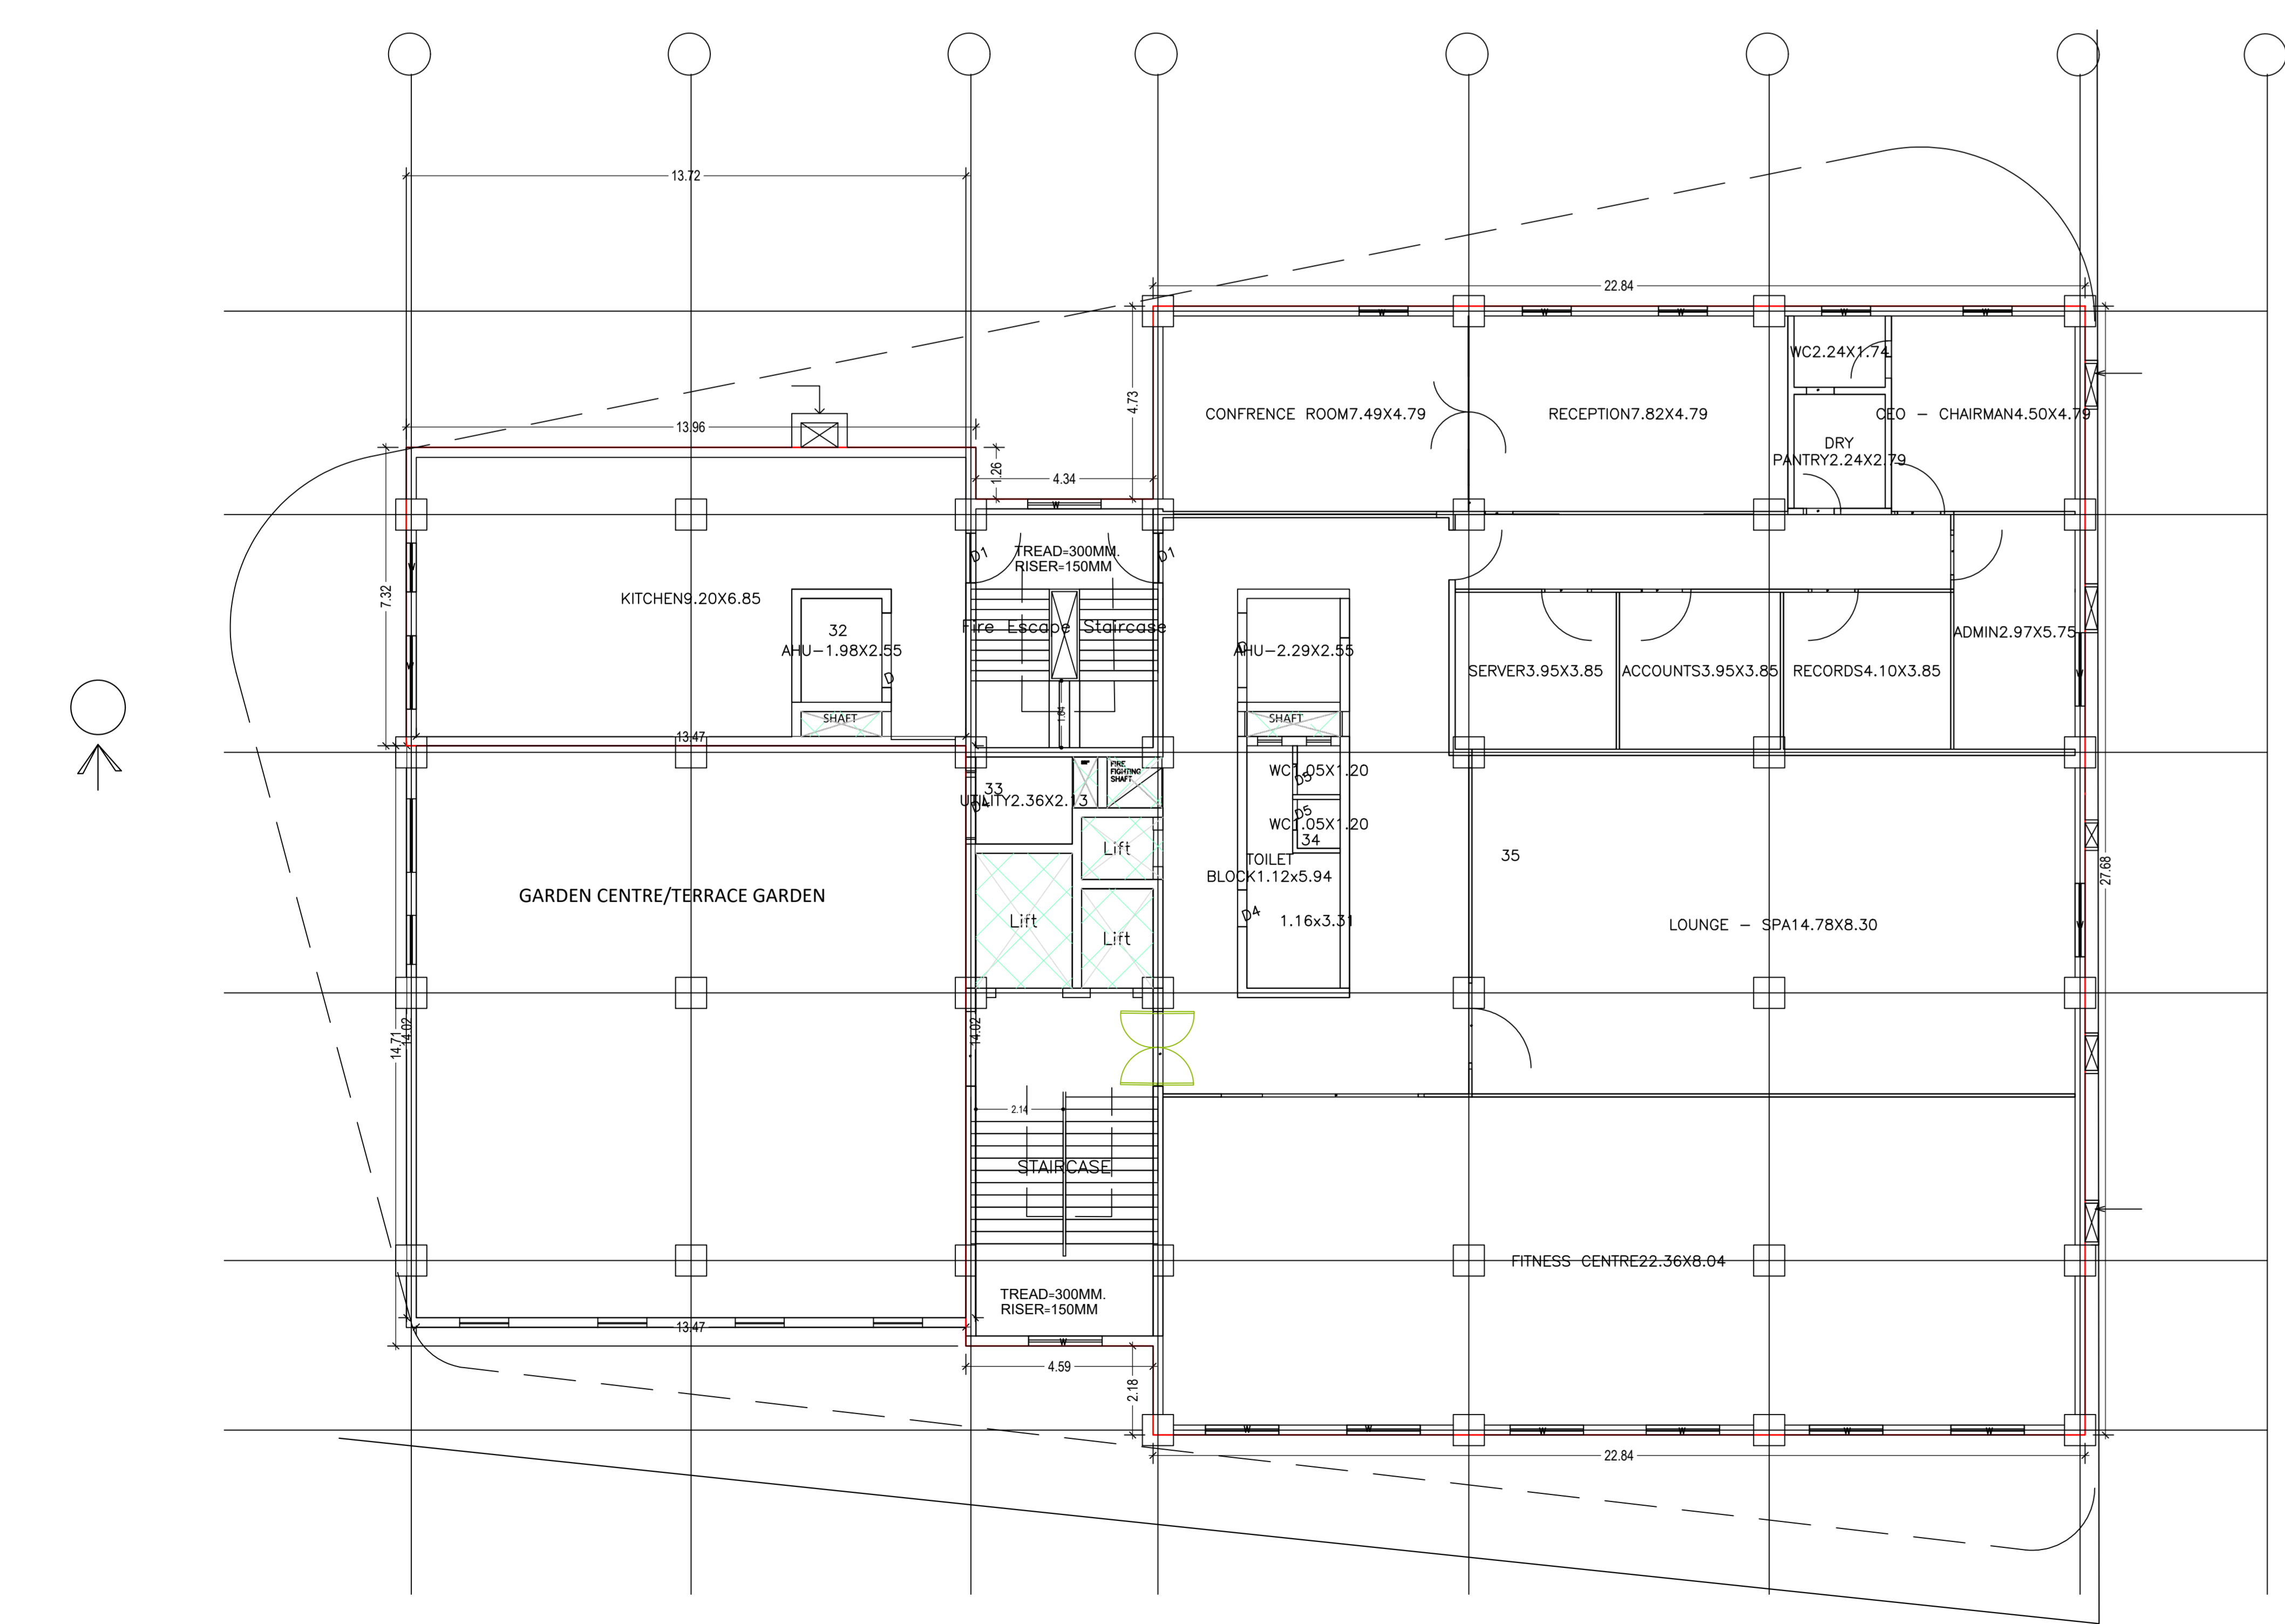 13.72
22.84
4.73
CONFRENCE ROOM7.49X4.79
RECEPTION7.82X4.79
WC2.24X1.74
CEO - CHAIRMAN4.50X4.79
DRY
PANTRY2.24X2.79
13.96
1.26
4.34
W
W
W
W
W
W
D1
D1
TREAD=300MM.
RISER=150MM
7.32
W
W
KITCHEN9.20X6.85
32
AHU-1.98X2.55
D
SHAFT
Fire Escape Staircase
1.64
AHU-2.29X2.55
D
SHAFT
SERVER3.95X3.85
ACCOUNTS3.95X3.85
RECORDS4.10X3.85
ADMIN2.97X5.75
W
13.47
33
UTILITY2.36X2.13
D4
FIRE
FIGHTING
SHAFT
WC1.05X1.20
D5
D5
WC1.05X1.20
34
TOILET
BLOCK1.12x5.94
D4
1.16x3.31
35
27.68
GARDEN CENTRE/TERRACE GARDEN
Lift
Lift
Lift
LOUNGE - SPA14.78X8.30
W
14.71
14.02
14.02
2.14
STAIRCASE
FITNESS CENTRE22.36X8.04
TREAD=300MM.
RISER=150MM
13.47
W
4.59
2.18
W
W
W
W
W
W
22.84